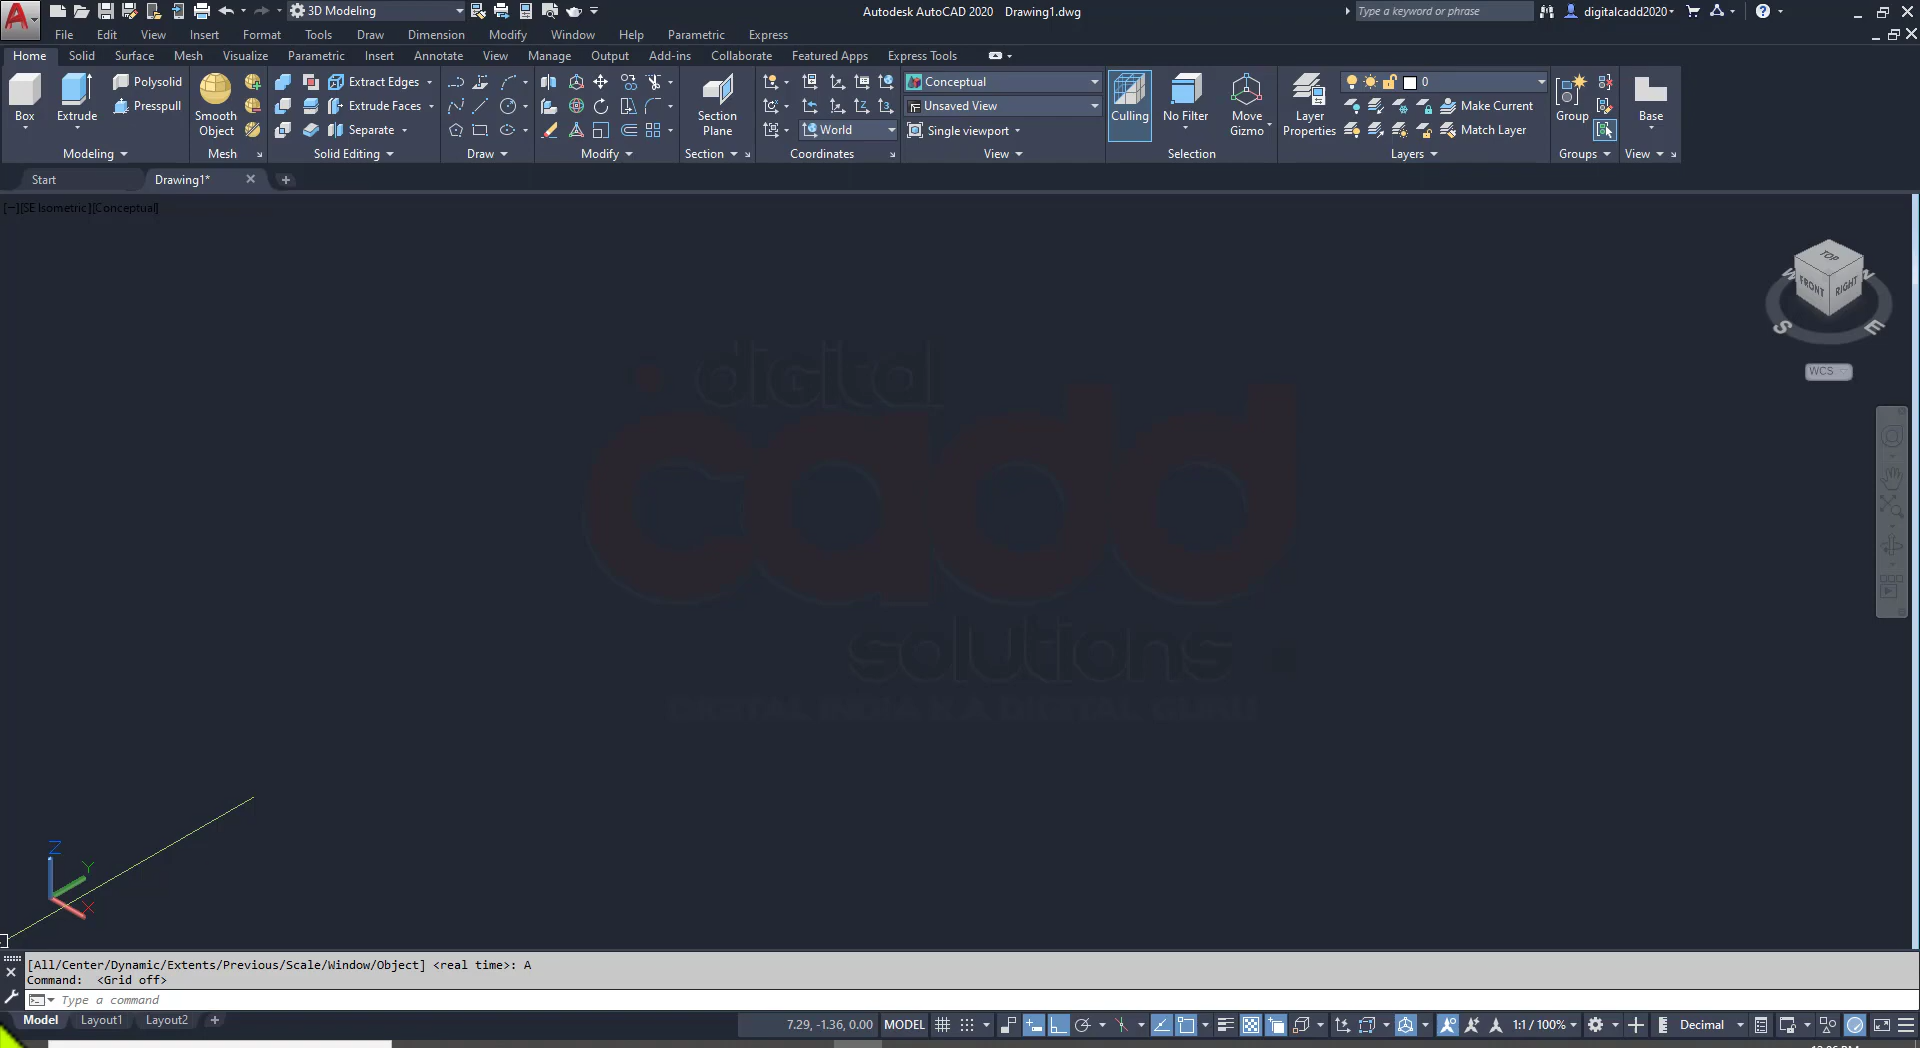 3D Modeling
Autodesk AutoCAD 2020 Drawing1.dwg
Type a keyword or phrase
digitalcadd2020
File Edit View Insert Format Tools Draw Dimension Modify Window Help Parametric Express
Home Solid Surface Mesh Visualize Parametric Insert Annotate View Manage Output Add-ins Collaborate Featured Apps Express Tools
Box
Extrude
Polysolid
Presspull
Modeling
Smooth
Object
Mesh
Extract Edges
Extrude Faces
Separate
Solid Editing
Draw
Modify
Section
Plane
Section
World
Coordinates
Conceptual
Unsaved View
Single viewport
View
Culling
No Filter
Move
Gizmo
Selection
Layer
Properties
0
Make Current
Match Layer
Layers
Group
Groups
Base
View
Start Drawing1*
[−][SE Isometric][Conceptual]
TOP
FRONT RIGHT
W N
S E
WCS
digital
cadd
solutions
DIGITAL INDIA KA DIGITAL GURU
Z
Y
X
[All/Center/Dynamic/Extents/Previous/Scale/Window/Object] <real time>: A
Command: <Grid off>
Type a command
Model Layout1 Layout2
7.29, -1.36, 0.00 MODEL 1:1 / 100% Decimal